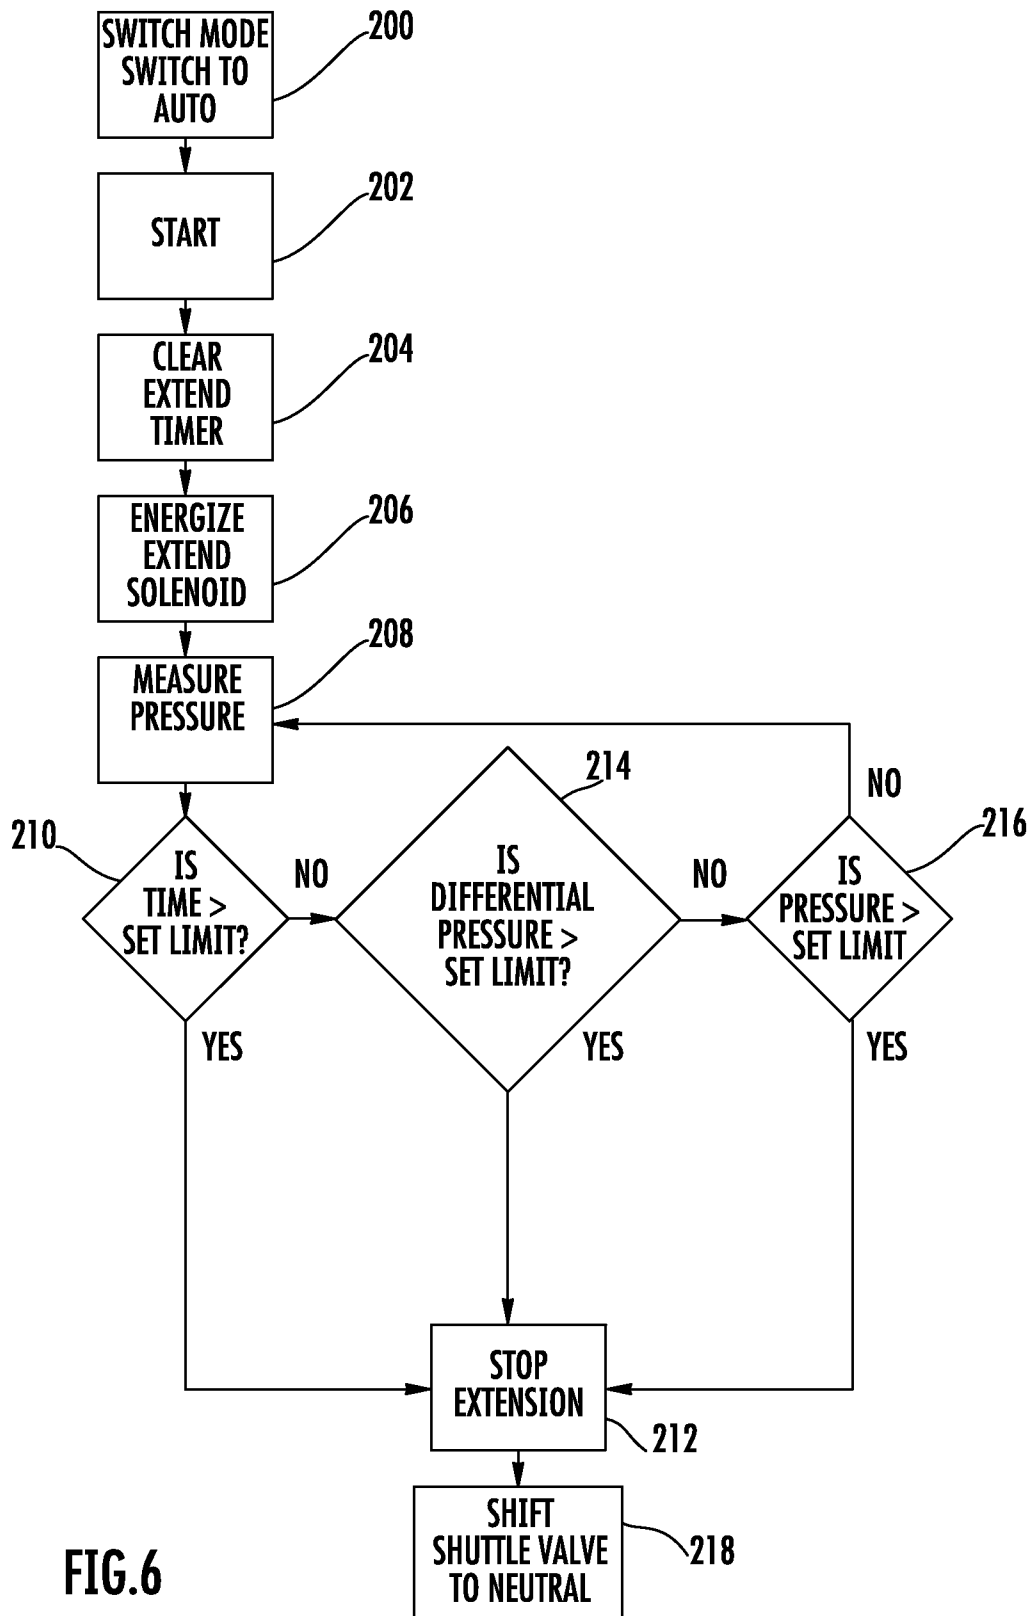 SWITCH MODE
SWITCH TO
AUTO
200
START
202
CLEAR
EXTEND
TIMER
204
ENERGIZE
EXTEND
SOLENOID
206
MEASURE
PRESSURE
208
210
IS
TIME >
SET LIMIT?
NO
YES
214
IS
DIFFERENTIAL
PRESSURE >
SET LIMIT?
NO
YES
216
IS
PRESSURE >
SET LIMIT
NO
YES
STOP
EXTENSION
212
SHIFT
SHUTTLE VALVE
TO NEUTRAL
218
FIG.6